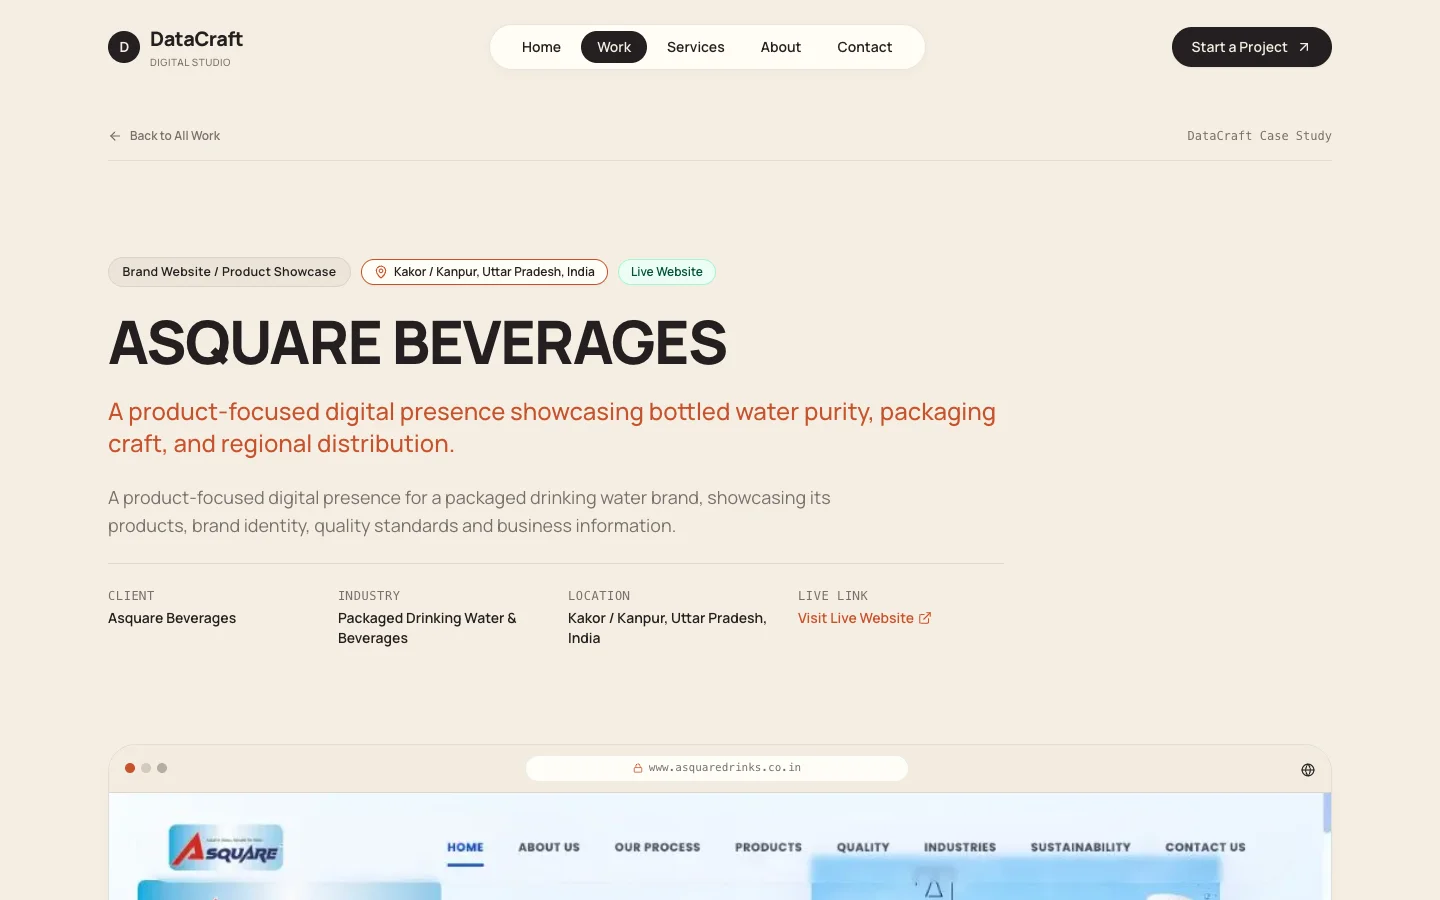 D
DataCraft
DIGITAL STUDIO
Home
Work
Services
About
Contact
Start a Project
Back to All Work
DataCraft Case Study
Brand Website / Product Showcase
Kakor / Kanpur, Uttar Pradesh, India
Live Website
ASQUARE BEVERAGES
A product-focused digital presence showcasing bottled water purity, packaging
craft, and regional distribution.
A product-focused digital presence for a packaged drinking water brand, showcasing its
products, brand identity, quality standards and business information.
CLIENT
Asquare Beverages
INDUSTRY
Packaged Drinking Water &
Beverages
LOCATION
Kakor / Kanpur, Uttar Pradesh,
India
LIVE LINK
Visit Live Website
www.asquaredrinks.co.in
ASQUARE
HOME
ABOUT US
OUR PROCESS
PRODUCTS
QUALITY
INDUSTRIES
SUSTAINABILITY
CONTACT US